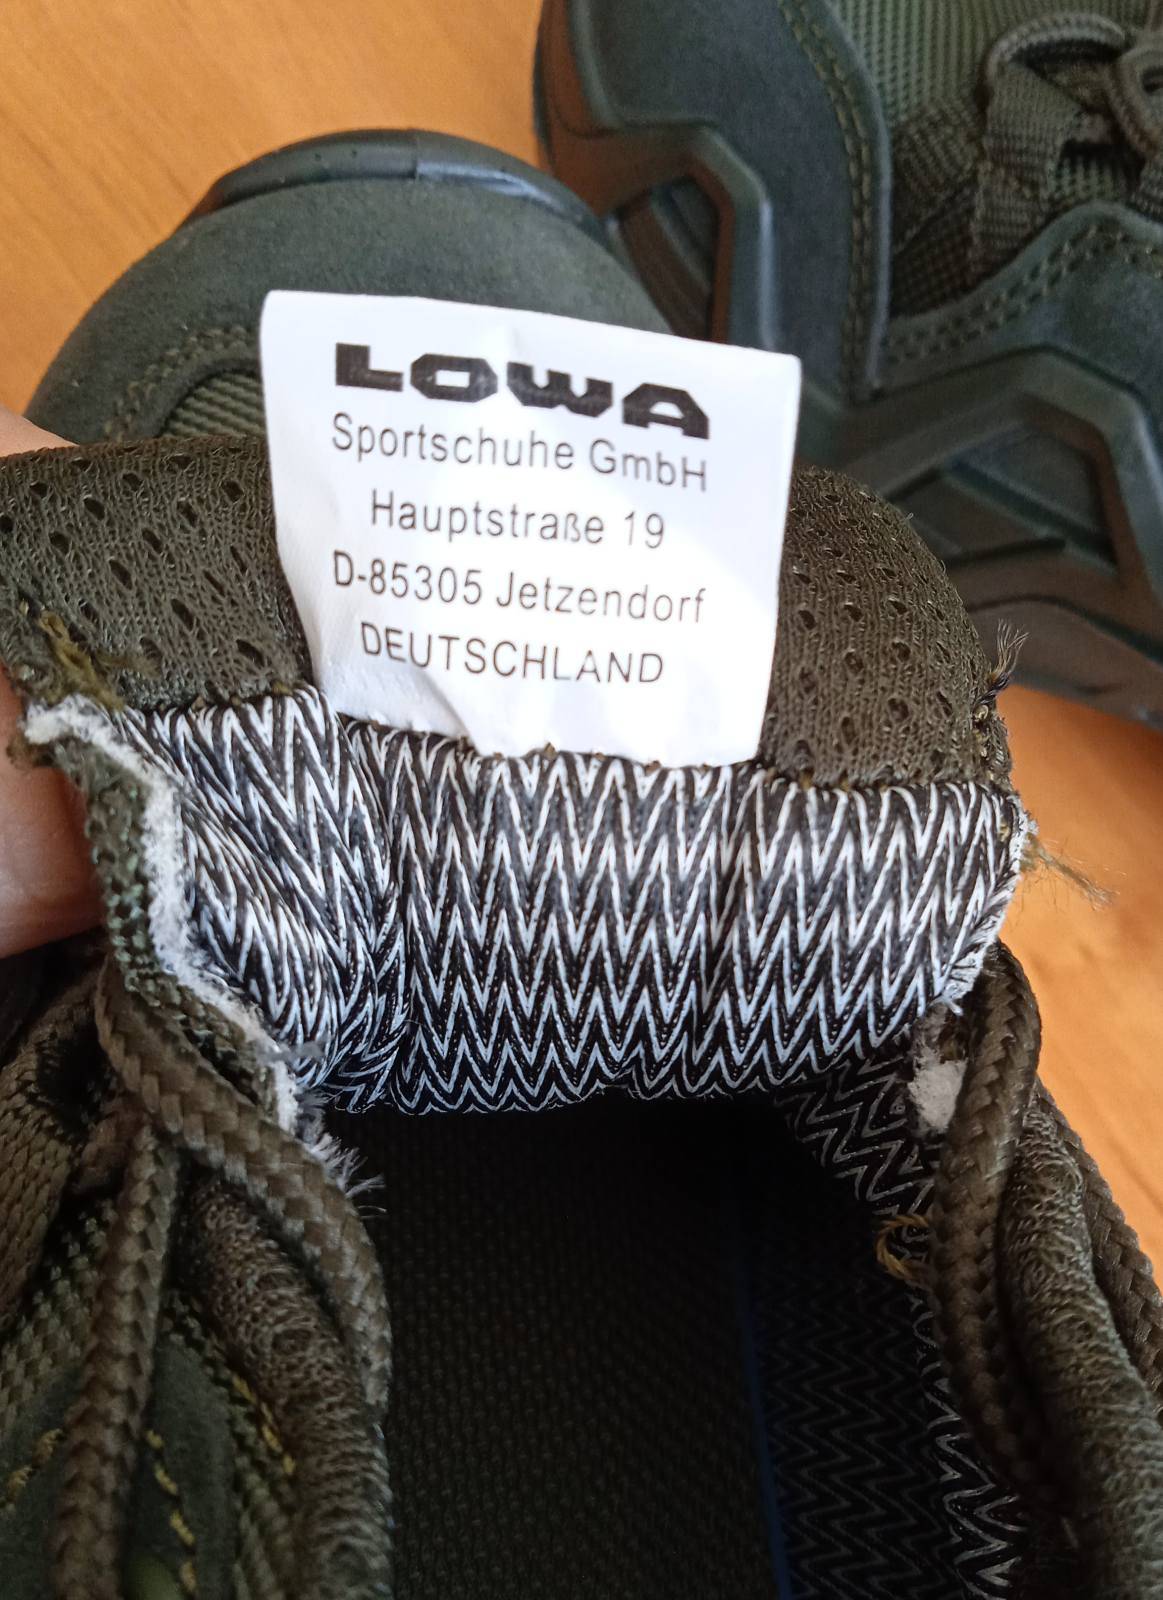 LOWA
Sportschuhe GmbH
Hauptstraße 19
D-85305 Jetzendorf
DEUTSCHLAND